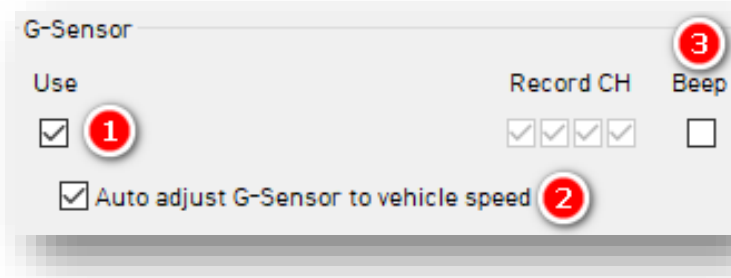 G-Sensor
3
Use Record CH Beep
1
Auto adjust G-Sensor to vehicle speed 2